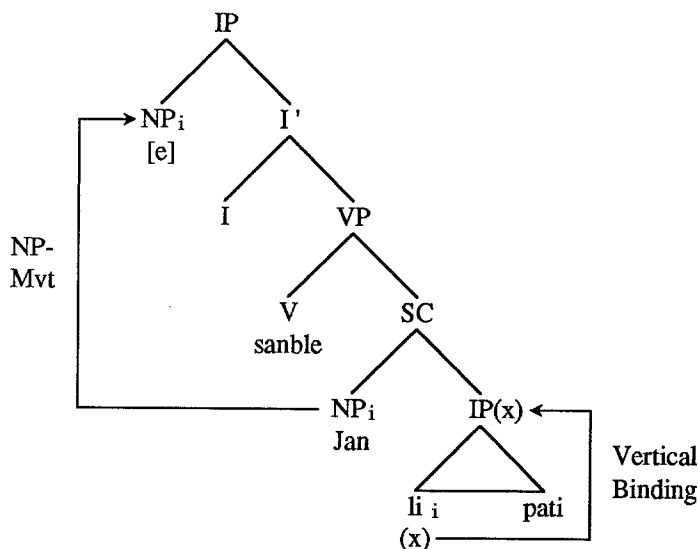 IP
NPi I'
[e]
I VP
NP-
Mvt
V SC
sanble
NPi IP(x)
Jan
Vertical
Binding
li i pati
(x)